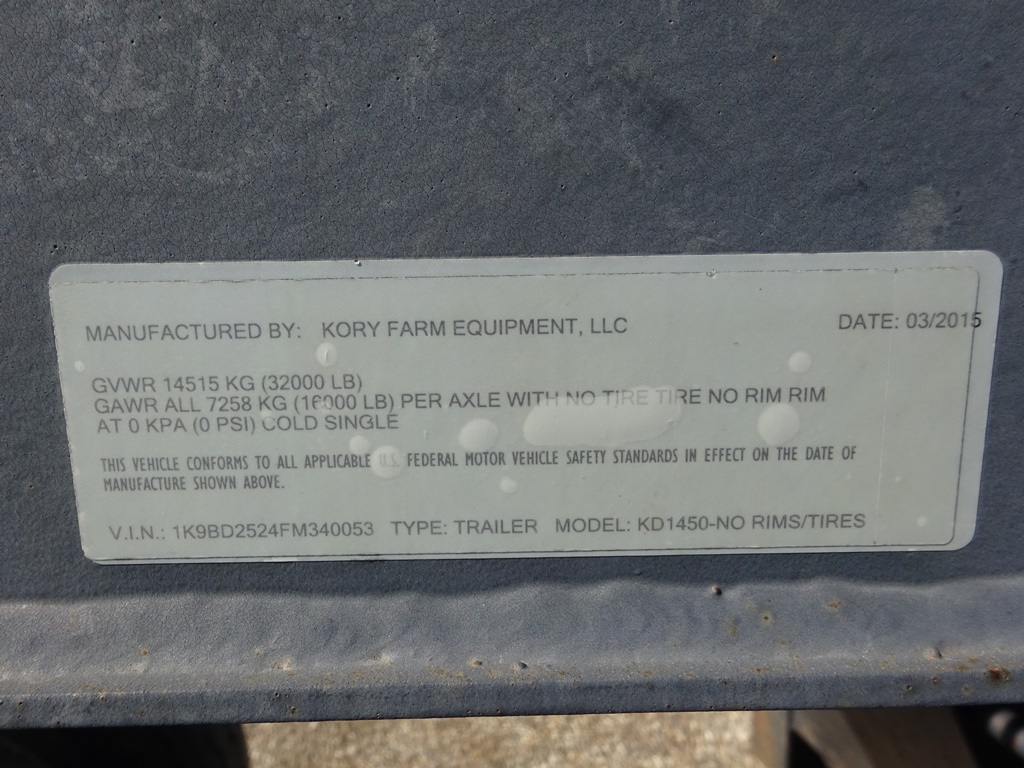 MANUFACTURED BY: KORY FARM EQUIPMENT, LLC DATE: 03/2015
GVWR 14515 KG (32000 LB)
GAWR ALL 7258 KG (16000 LB) PER AXLE WITH NO TIRE TIRE NO RIM RIM
AT 0 KPA (0 PSI) COLD SINGLE
THIS VEHICLE CONFORMS TO ALL APPLICABLE U.S. FEDERAL MOTOR VEHICLE SAFETY STANDARDS IN EFFECT ON THE DATE OF
MANUFACTURE SHOWN ABOVE.
V.I.N.: 1K9BD2524FM340053 TYPE: TRAILER MODEL: KD1450-NO RIMS/TIRES